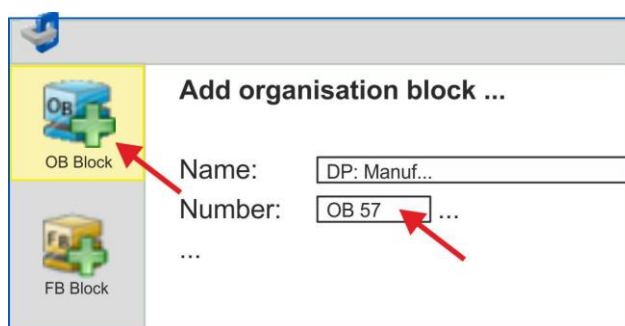 Add organisation block ...
OB
OB Block
Name: DP: Manuf...
Number: OB 57 ...
...
FB
FB Block